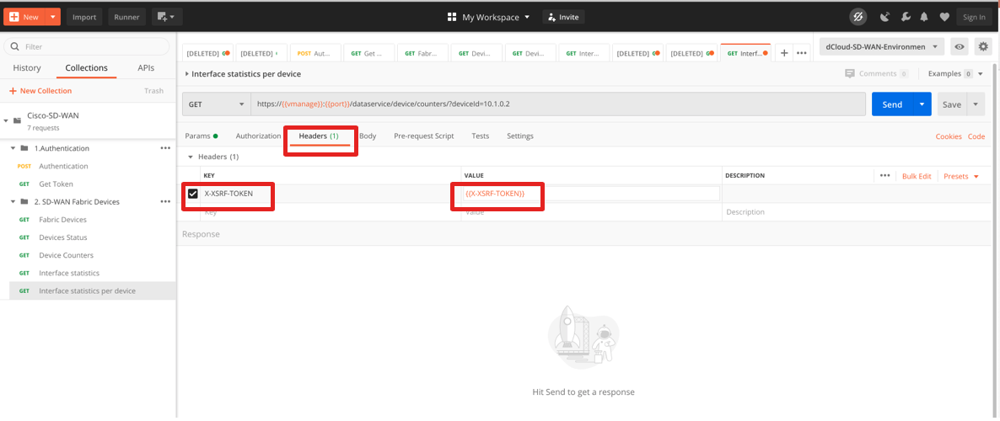 New Import Runner My Workspace Invite Sign In
Filter
History Collections APIs
New Collection Trash
Cisco-SD-WAN
7 requests
1.Authentication
POST Authentication
GET Get Token
2. SD-WAN Fabric Devices
GET Fabric Devices
GET Devices Status
GET Device Counters
GET Interface statistics
GET Interface statistics per device
[DELETED] [DELETED] POST Aut... GET Get ... GET Fabr... GET Devi... GET Devi... GET Inter... [DELETED] [DELETED] GET Interf... dCloud-SD-WAN-Environmen
Interface statistics per device Comments 0 Examples 0
GET https://{{vmanage}}:{{port}}/dataservice/device/counters/?deviceId=10.1.0.2 Send Save
Params Authorization Headers (1) Body Pre-request Script Tests Settings Cookies Code
Headers (1)
KEY VALUE DESCRIPTION Bulk Edit Presets
X-XSRF-TOKEN {{X-XSRF-TOKEN}}
Key Value Description
Response
Hit Send to get a response